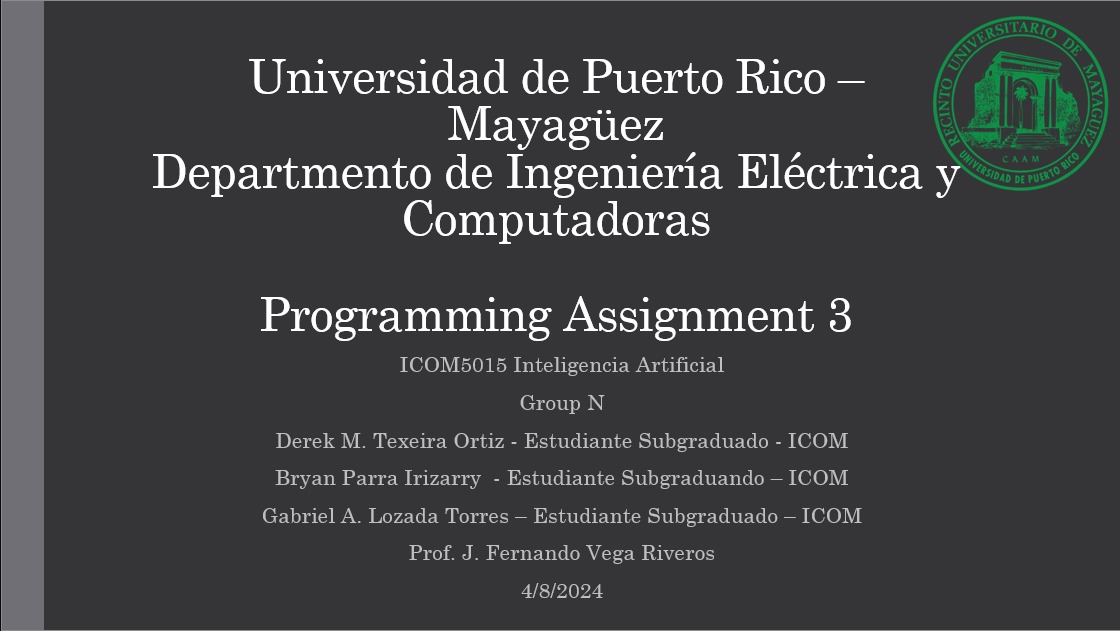 Universidad de Puerto Rico –
Mayagüez
Departmento de Ingeniería Eléctrica y
Computadoras
Programming Assignment 3
ICOM5015 Inteligencia Artificial
Group N
Derek M. Texeira Ortiz - Estudiante Subgraduado - ICOM
Bryan Parra Irizarry  - Estudiante Subgraduando – ICOM
Gabriel A. Lozada Torres – Estudiante Subgraduado – ICOM
Prof. J. Fernando Vega Riveros
4/8/2024
RECINTO UNIVERSITARIO DE MAYAGUEZ
CAAM
UNIVERSIDAD DE PUERTO RICO